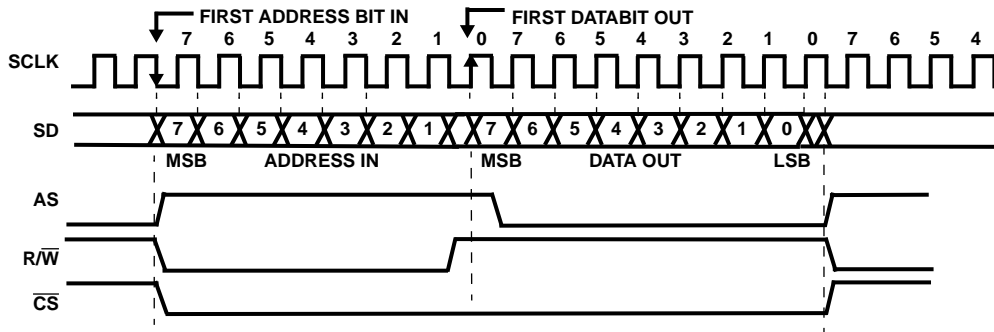 FIRST ADDRESS BIT IN FIRST DATABIT OUT
7 6 5 4 3 2 1 0 7 6 5 4 3 2 1 0 7 6 5 4
SCLK
SD 7 6 5 4 3 2 1 7 6 5 4 3 2 1 0
MSB ADDRESS IN MSB DATA OUT LSB
AS
R/W̅
C̅S̅